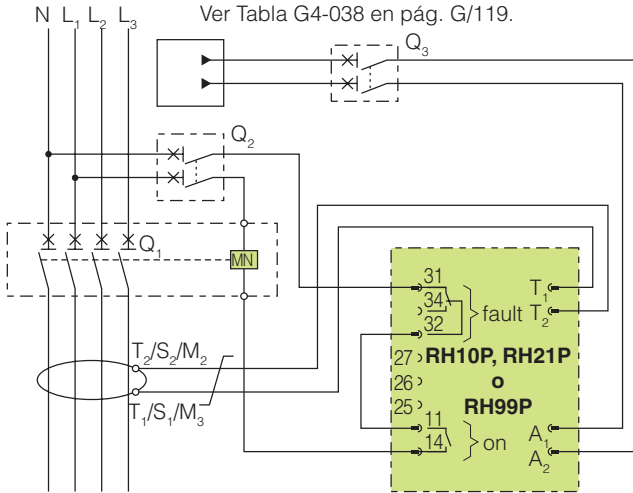 N L₁ L₂ L₃ Ver Tabla G4-038 en pág. G/119.
Q₃
Q₂
Q₁
MN
31
34
32
fault
T₁
T₂
T₂/S₂/M₂
T₁/S₁/M₃
27 RH10P, RH21P
26 o
25 RH99P
11
14
on
A₁
A₂